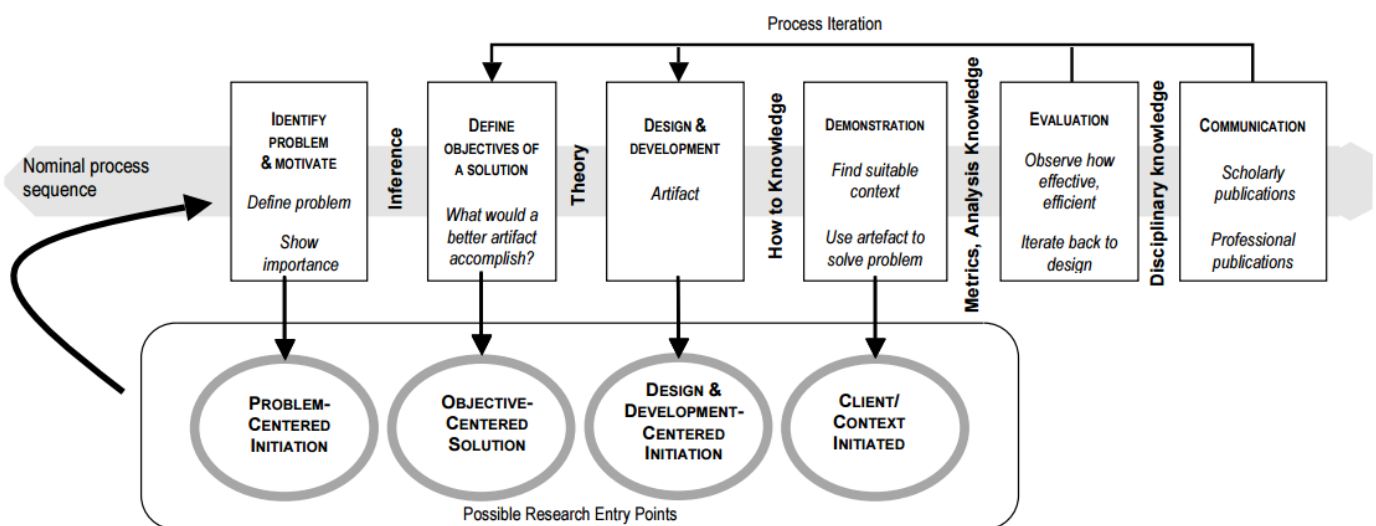 Process Iteration
Nominal process
sequence
IDENTIFY
PROBLEM
& MOTIVATE
Define problem
Show
importance
Inference
DEFINE
OBJECTIVES OF
A SOLUTION
What would a
better artifact
accomplish?
Theory
DESIGN &
DEVELOPMENT
Artifact
How to Knowledge
DEMONSTRATION
Find suitable
context
Use artefact to
solve problem
Metrics, Analysis Knowledge
EVALUATION
Observe how
effective,
efficient
Iterate back to
design
Disciplinary knowledge
COMMUNICATION
Scholarly
publications
Professional
publications
PROBLEM-
CENTERED
INITIATION
OBJECTIVE-
CENTERED
SOLUTION
DESIGN &
DEVELOPMENT-
CENTERED
INITIATION
CLIENT/
CONTEXT
INITIATED
Possible Research Entry Points